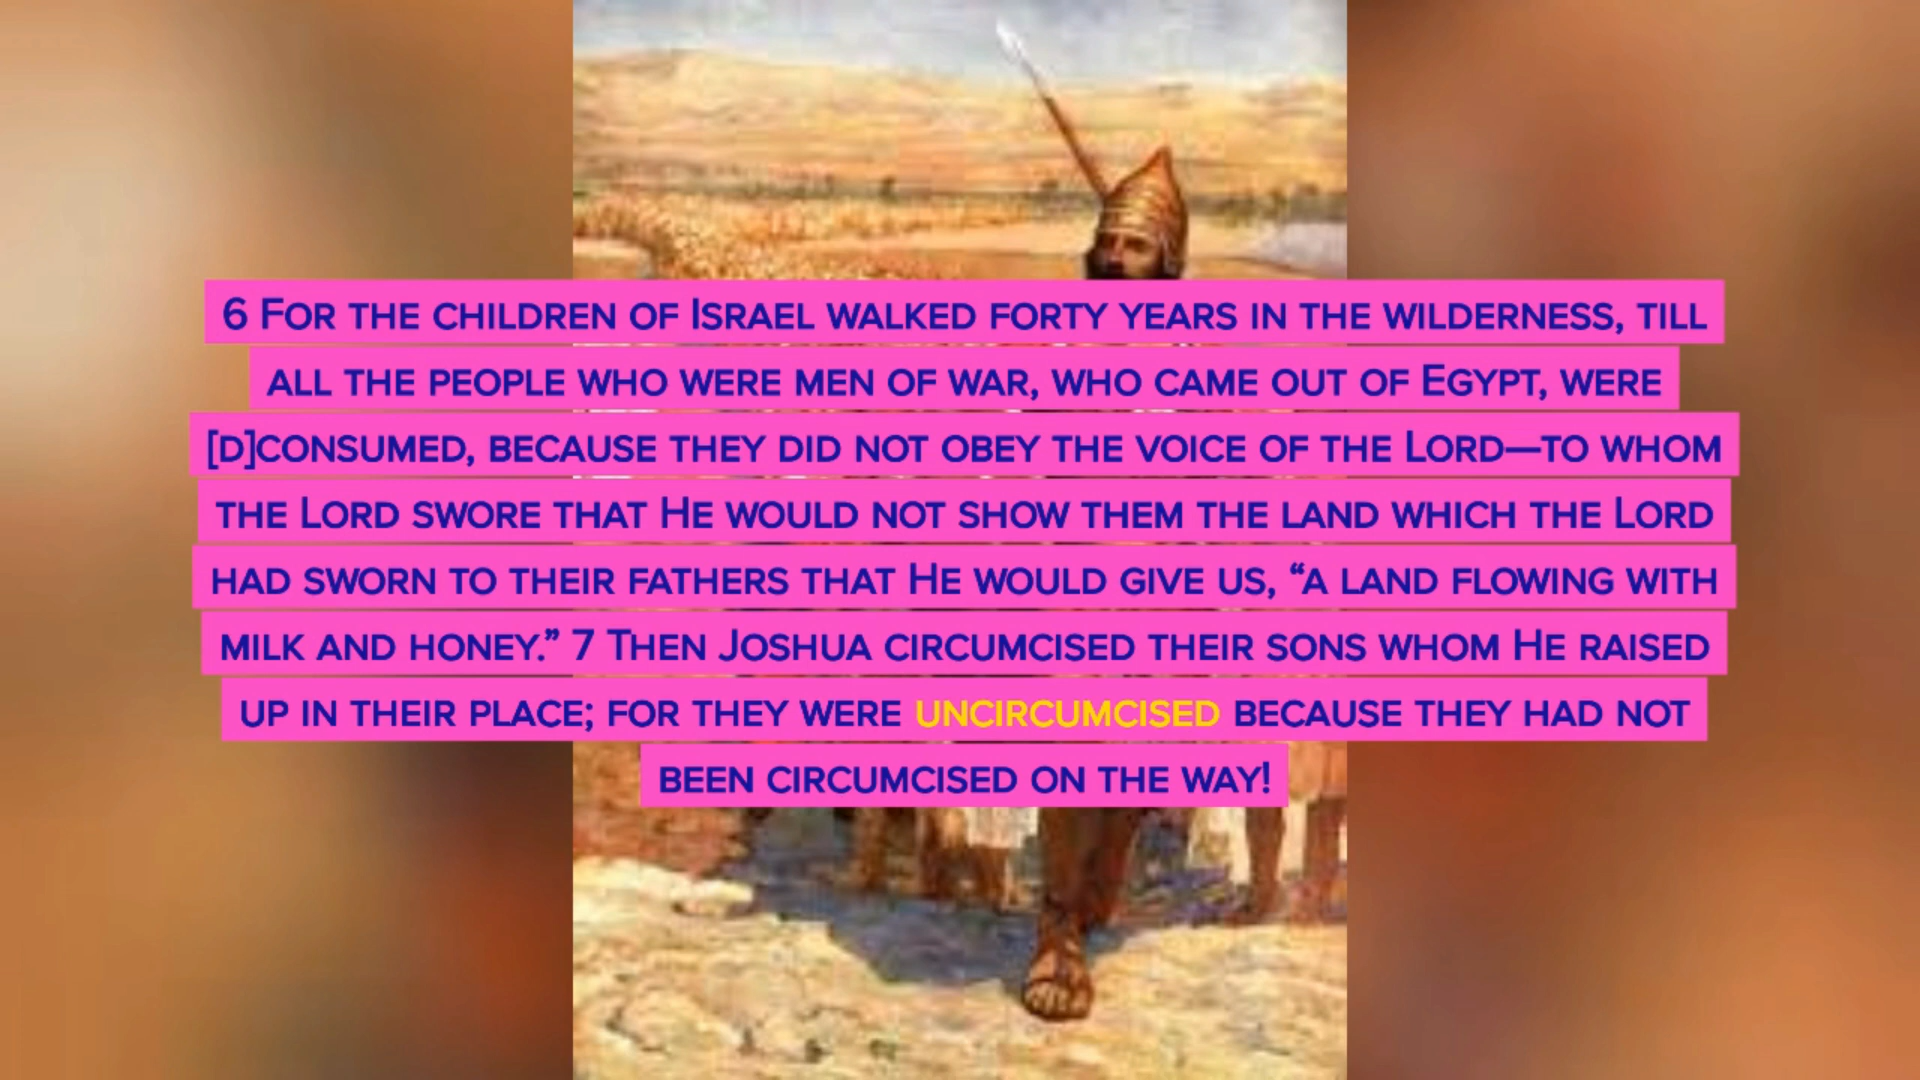 6 For the children of Israel walked forty years in the wilderness, till
all the people who were men of war, who came out of Egypt, were
[d]consumed, because they did not obey the voice of the Lord—to whom
the Lord swore that He would not show them the land which the Lord
had sworn to their fathers that He would give us, “a land flowing with
milk and honey.” 7 Then Joshua circumcised their sons whom He raised
up in their place; for they were uncircumcised because they had not
been circumcised on the way!